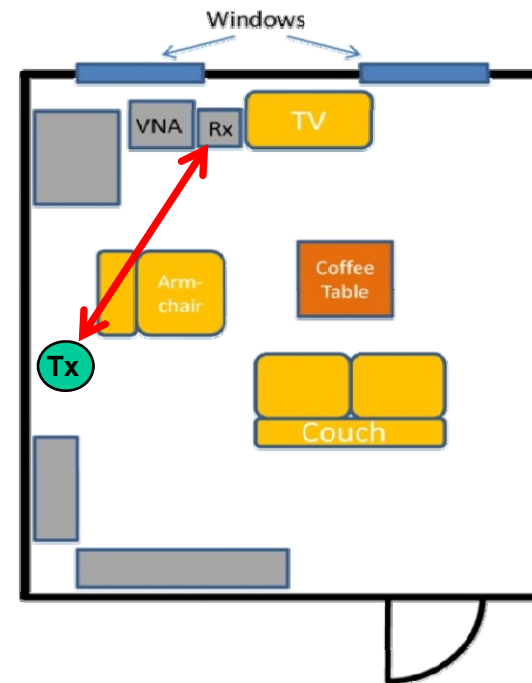 Windows
VNA
Rx
TV
Arm-
chair
Coffee
Table
Tx
Couch